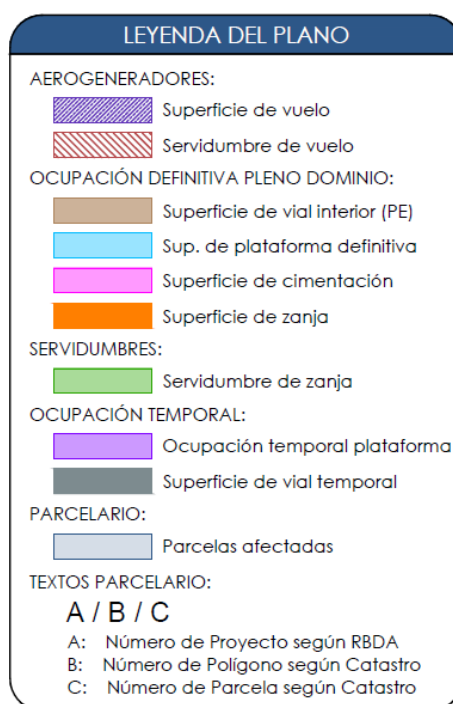 LEYENDA DEL PLANO
AEROGENERADORES:
Superficie de vuelo
Servidumbre de vuelo
OCUPACIÓN DEFINITIVA PLENO DOMINIO:
Superficie de vial interior (PE)
Sup. de plataforma definitiva
Superficie de cimentación
Superficie de zanja
SERVIDUMBRES:
Servidumbre de zanja
OCUPACIÓN TEMPORAL:
Ocupación temporal plataforma
Superficie de vial temporal
PARCELARIO:
Parcelas afectadas
TEXTOS PARCELARIO:
A / B / C
A: Número de Proyecto según RBDA
B: Número de Polígono según Catastro
C: Número de Parcela según Catastro